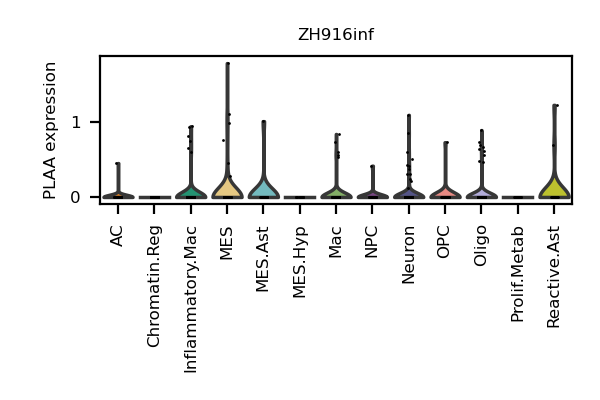 ZH916inf
PLAA expression
1
0
AC
Chromatin.Reg
Inflammatory.Mac
MES
MES.Ast
MES.Hyp
Mac
NPC
Neuron
OPC
Oligo
Prolif.Metab
Reactive.Ast